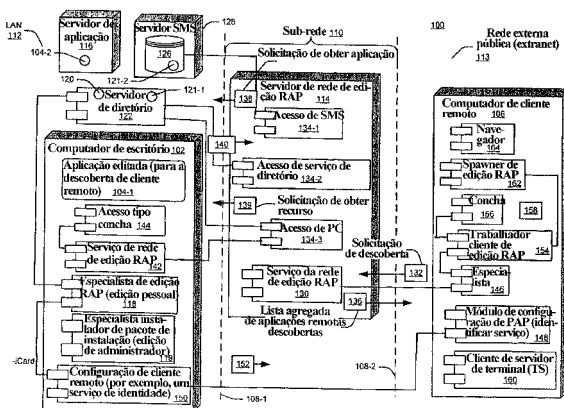 LAN
112
Servidor de
aplicação
116
104-2
Servidor SMS
128
126
121-2
120
121-1
Servidor
de diretório
122
Computador de escritório 102
Aplicação editada (para a
descoberta de cliente
remoto) 104-1
Acesso tipo
concha
144
Serviço de rede
de edição RAP
142
Especialista de edição
RAP (edição pessoal)
118
Especialista ins-
talador de pacote de
instalação (edição
de administrador)
119
iCard
Configuração de cliente
remoto (por exemplo, um
serviço de identidade)
150
Sub-rede 110
Solicitação de obter aplicação
138
Servidor de rede de edi-
ção RAP 114
Acesso de SMS
134-1
140
Acesso de serviço de
diretório
134-2
139
Solicitação de obter
recurso
Acesso de PC
134-3
Solicitação
de descoberta
132
Serviço da rede
de edição RAP
130
136
Lista agregada
de aplicações remotas
descobertas
152
108-1
108-2
100
Rede externa
pública (extranet)
113
Computador de cliente
remoto 106
Nave-
gador
164
Spawner de
edição RAP
162
Concha
156
158
Trabalhador
cliente de
edição RAP 154
Especia-
lista
146
Módulo de configu-
ração de PAP (iden-
tificar serviço) 148
Cliente de servidor
de terminal (TS)
160